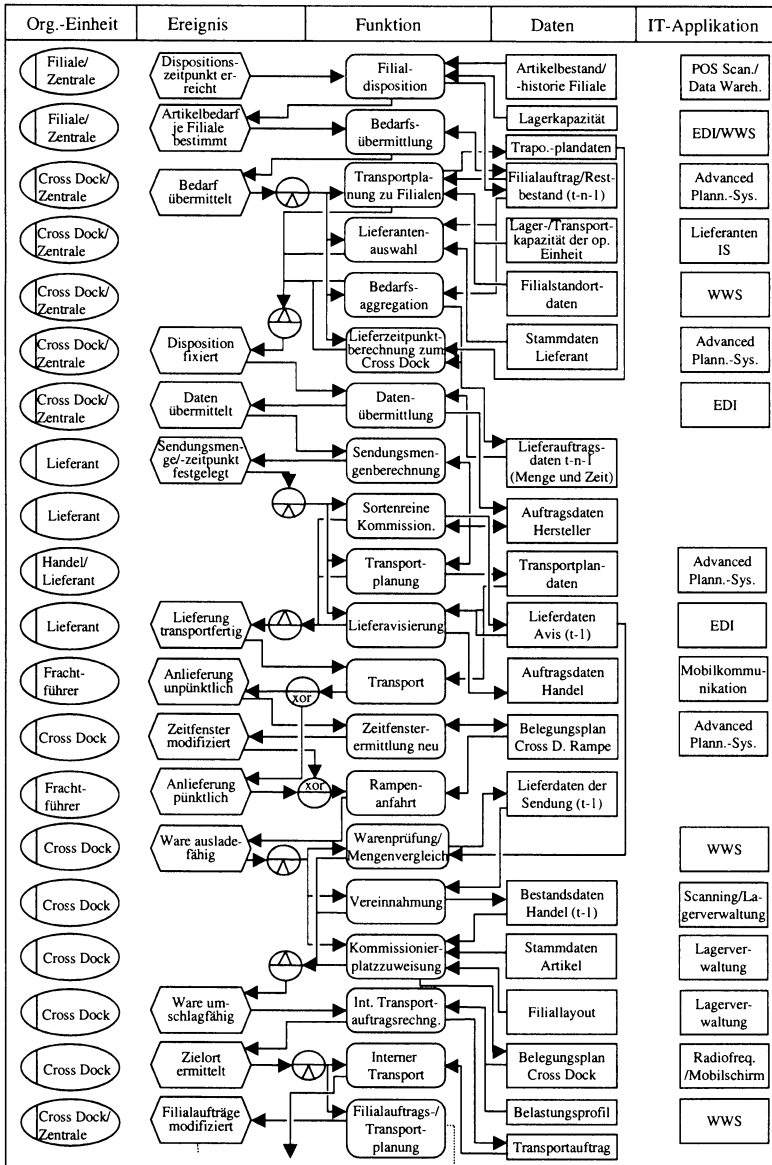 Org.-Einheit
Ereignis
Funktion
Daten
IT-Applikation
Filiale/
Zentrale
Dispositions-
zeitpunkt er-
reicht
Filial-
disposition
Artikelbestand/
-historie Filiale
POS Scan./
Data Wareh.
Lagerkapazität
Filiale/
Zentrale
Artikelbedarf
je Filiale
bestimmt
Bedarfs-
übermittlung
Trapo.-plandaten
EDI/WWS
Cross Dock/
Zentrale
Bedarf
übermittelt
Transportpla-
nung zu Filialen
Filialauftrag/Rest-
bestand (t-n-1)
Advanced
Plann.-Sys.
Cross Dock/
Zentrale
Lieferanten-
auswahl
Lager-/Transport-
kapazität der op.
Einheit
Lieferanten
IS
Cross Dock/
Zentrale
Bedarfs-
aggregation
Filialstandort-
daten
WWS
Cross Dock/
Zentrale
Disposition
fixiert
Lieferzeitpunkt-
berechnung zum
Cross Dock
Stammdaten
Lieferant
Advanced
Plann.-Sys.
Cross Dock/
Zentrale
Daten
übermittelt
Daten-
übermittlung
EDI
Lieferant
Sendungsmen-
ge/-zeitpunkt
festgelegt
Sendungsmen-
genberechnung
Lieferauftrags-
daten t-n-1
(Menge und Zeit)
Lieferant
Sortenreine
Kommission.
Auftragsdaten
Hersteller
Handel/
Lieferant
Transport-
planung
Transportplan-
daten
Advanced
Plann.-Sys.
Lieferant
Lieferung
transportfertig
Lieferavisierung
Lieferdaten
Avis (t-1)
EDI
Fracht-
führer
Anlieferung
unpünktlich
xor
Transport
Auftragsdaten
Handel
Mobilkommu-
nikation
Cross Dock
Zeitfenster
modifiziert
Zeitfenster-
ermittlung neu
Belegungsplan
Cross D. Rampe
Advanced
Plann.-Sys.
Fracht-
führer
Anlieferung
pünktlich
xor
Rampen-
anfahrt
Lieferdaten der
Sendung (t-1)
Cross Dock
Ware auslade-
fähig
Warenprüfung/
Mengenvergleich
WWS
Cross Dock
Vereinnahmung
Bestandsdaten
Handel (t-1)
Scanning/La-
gerverwaltung
Cross Dock
Kommissionier-
platzzuweisung
Stammdaten
Artikel
Lagerver-
waltung
Cross Dock
Ware um-
schlagfähig
Int. Transport-
auftragsrechng.
Filiallayout
Lagerver-
waltung
Cross Dock
Zielort
ermittelt
Interner
Transport
Belegungsplan
Cross Dock
Radiofreq.
/Mobilschirm
Cross Dock/
Zentrale
Filialaufträge
modifiziert
Filialauftrags-/
Transport-
planung
Belastungsprofil
WWS
Transportauftrag